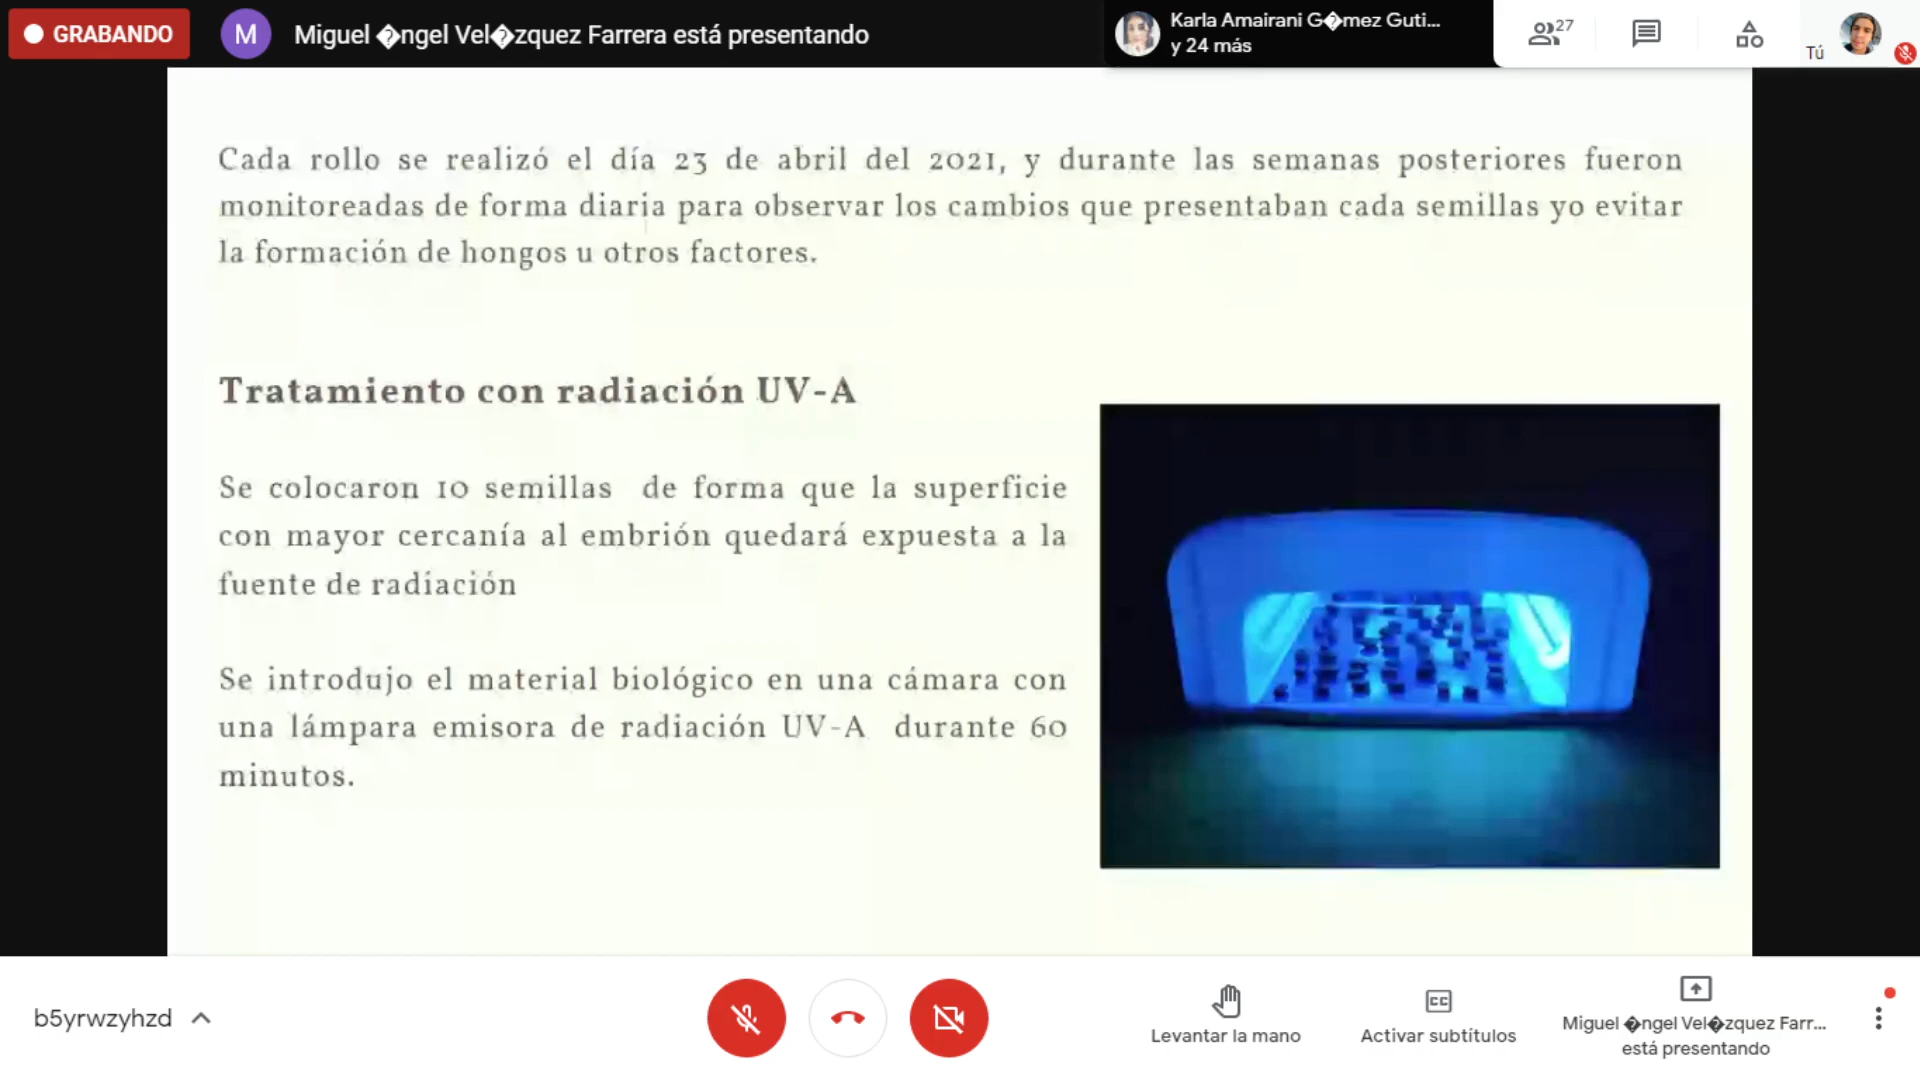 GRABANDO
M
Miguel �ngel Vel�zquez Farrera está presentando
Karla Amairani G�mez Guti...
y 24 más
27
Tú
Cada rollo se realizó el día 23 de abril del 2021, y durante las semanas posteriores fueron
monitoreadas de forma diaria para observar los cambios que presentaban cada semillas yo evitar
la formación de hongos u otros factores.
Tratamiento con radiación UV-A
Se colocaron 10 semillas de forma que la superficie
con mayor cercanía al embrión quedará expuesta a la
fuente de radiación
Se introdujo el material biológico en una cámara con
una lámpara emisora de radiación UV-A durante 60
minutos.
b5yrwzyhzd
Levantar la mano
CC
Activar subtítulos
Miguel �ngel Vel�zquez Farr...
está presentando